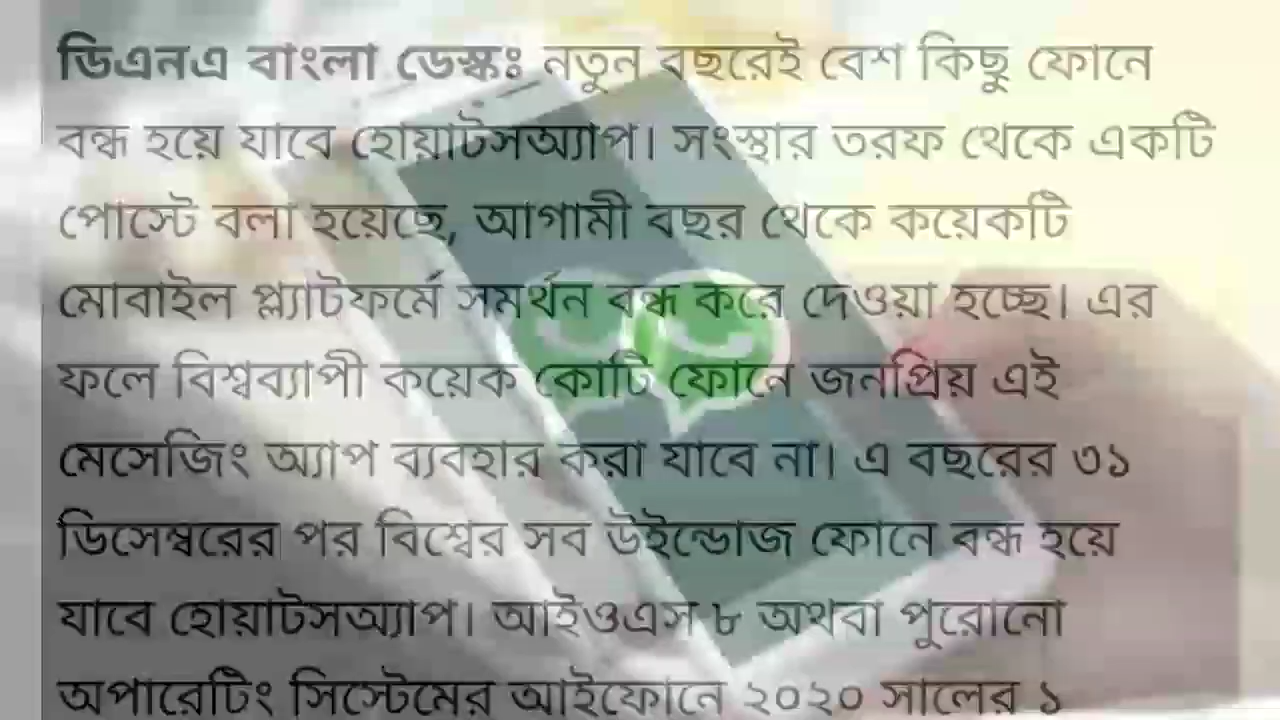 ডিএনএ বাংলা ডেস্কঃ নতুন বছরেই বেশ কিছু ফোনে
বন্ধ হয়ে যাবে হোয়াটসঅ্যাপ। সংস্থার তরফ থেকে একটি
পোস্টে বলা হয়েছে, আগামী বছর থেকে কয়েকটি
মোবাইল প্ল্যাটফর্মে সমর্থন বন্ধ করে দেওয়া হচ্ছে। এর
ফলে বিশ্বব্যাপী কয়েক কোটি ফোনে জনপ্রিয় এই
মেসেজিং অ্যাপ ব্যবহার করা যাবে না। এ বছরের ৩১
ডিসেম্বরের পর বিশ্বের সব উইন্ডোজ ফোনে বন্ধ হয়ে
যাবে হোয়াটসঅ্যাপ। আইওএস ৮ অথবা পুরোনো
অপারেটিং সিস্টেমের আইফোনে ২০২০ সালের ১